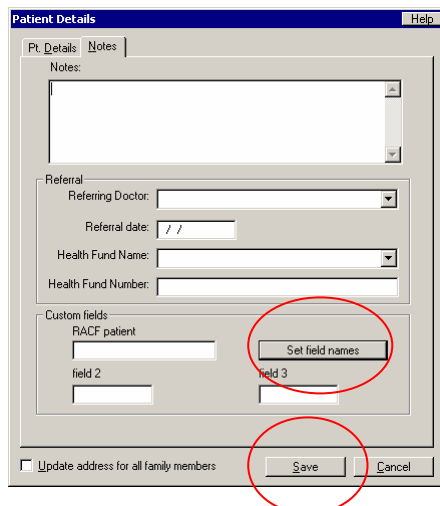 Patient Details Help
Pt. Details Notes
Notes:
Referral
Referring Doctor:
Referral date: / /
Health Fund Name:
Health Fund Number:
Custom fields
RACF patient
Set field names
field 2 field 3
Update address for all family members Save Cancel